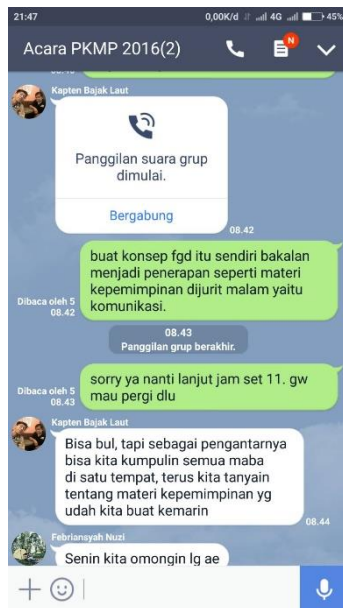 21:47
0,00K/d 4G 45%
Acara PKMP 2016(2)
N
Kapten Bajak Laut
Panggilan suara grup
dimulai.
Bergabung
08.42
buat konsep fgd itu sendiri bakalan
menjadi penerapan seperti materi
kepemimpinan dijurit malam yaitu
komunikasi.
Dibaca oleh 5
08.42
08.43
Panggilan grup berakhir.
sorry ya nanti lanjut jam set 11. gw
mau pergi dlu
Dibaca oleh 5
08.43
Kapten Bajak Laut
Bisa bul, tapi sebagai pengantarnya
bisa kita kumpulin semua maba
di satu tempat, terus kita tanyain
tentang materi kepemimpinan yg
udah kita buat kemarin
08.44
Febriansyah Nuzi
Senin kita omongin lg ae